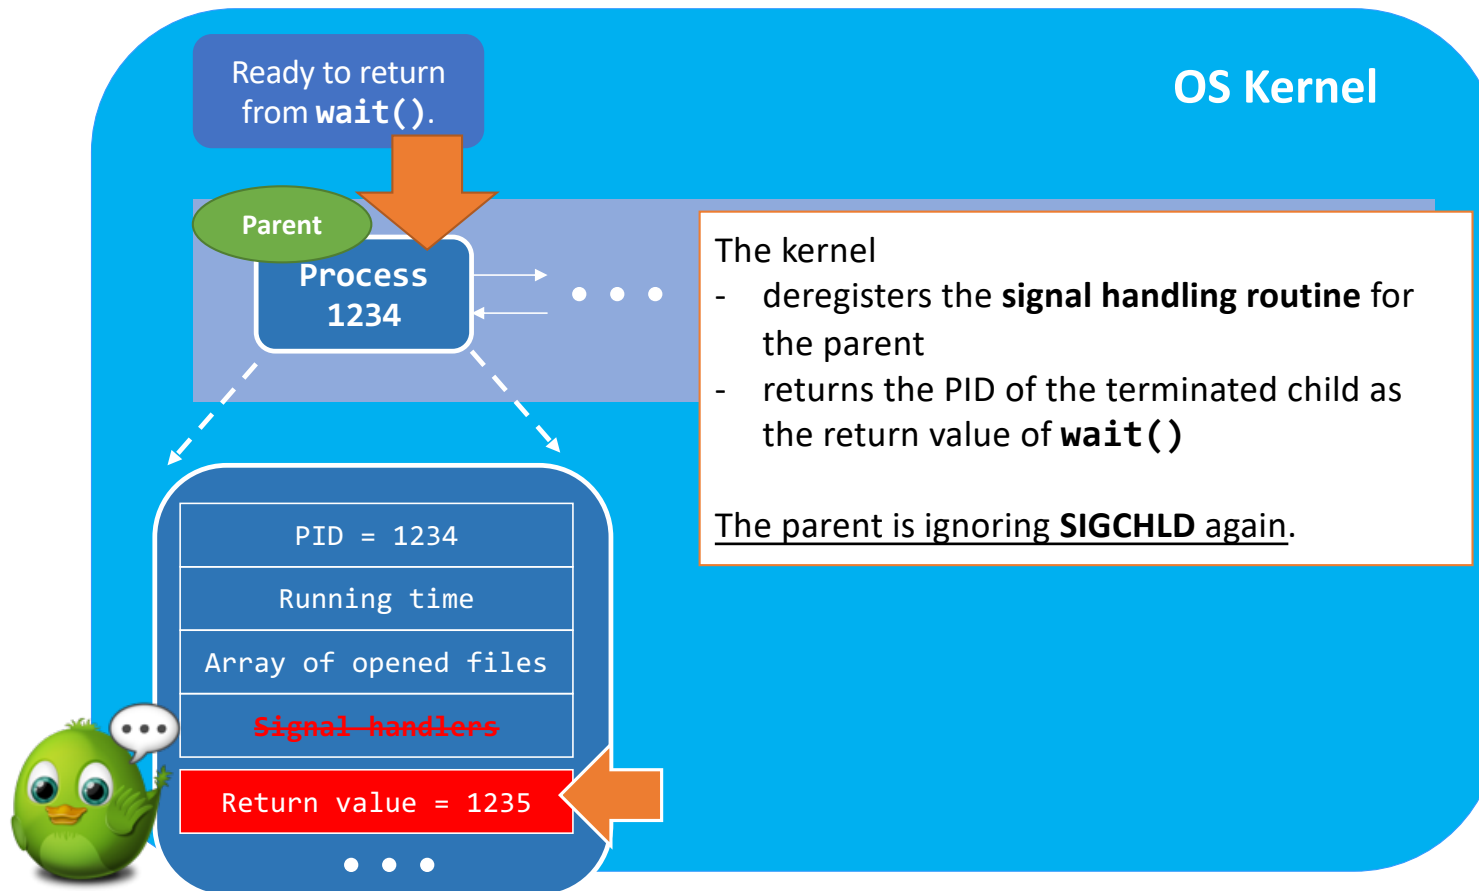 Ready to return
from wait().
OS Kernel
Parent
Process
1234
The kernel
- deregisters the signal handling routine for
the parent
- returns the PID of the terminated child as
the return value of wait()
The parent is ignoring SIGCHLD again.
PID = 1234
Running time
Array of opened files
Signal handlers
Return value = 1235